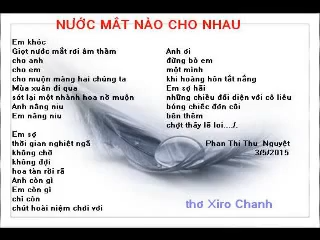 NƯỚC MẮT NÀO CHO NHAU
Em khóc
Giọt nước mắt rơi âm thầm
cho anh
cho em
cho muộn màng hai chúng ta
Mùa xuân đi qua
sót lại một nhành hoa nở muộn
Anh nâng niu
Em nâng niu
Em sợ
thời gian nghiệt ngã
không chờ
không đợi
hoa tàn rồi rã
Anh còn gì
Em còn gì
chỉ còn
chút hoài niệm chơi vơi
Anh ơi
đừng bỏ em
một mình
khi hoàng hôn tắt nắng
Em sợ hãi
những chiều đối diện với cô liêu
bóng chiếc đơn côi
bên thềm
chợt thấy lẻ loi..../.
Phan Thị Thu Nguyệt
3/5/2015
thơ Xiro Chanh